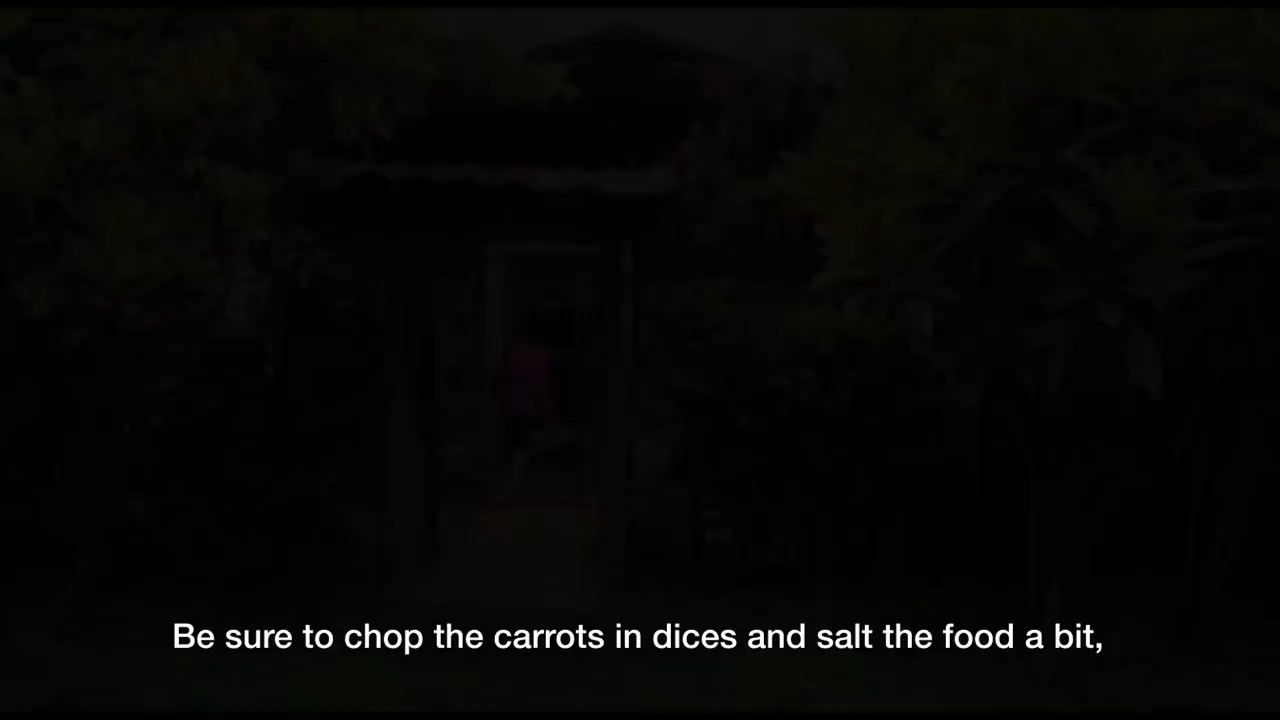 Be sure to chop the carrots in dices and salt the food a bit,